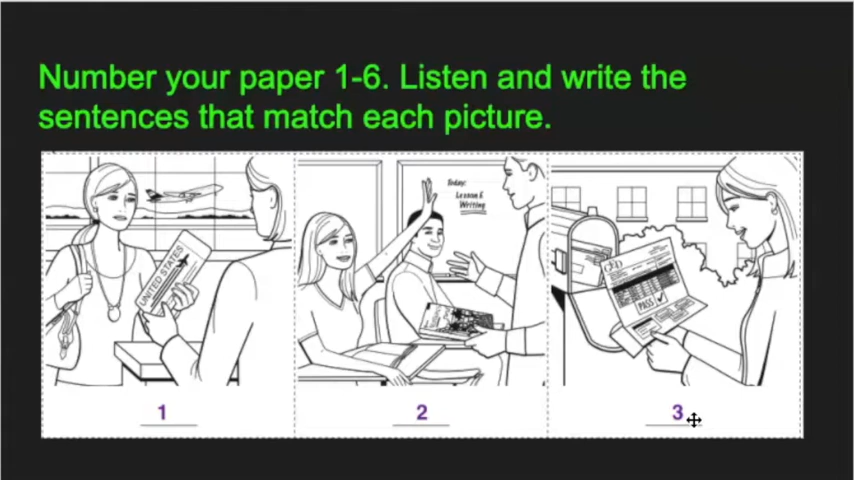 Number your paper 1-6. Listen and write the
sentences that match each picture.
UNITED STATES
Today:
Lesson 6
Writing
GED
PASS ✓
1
2
3